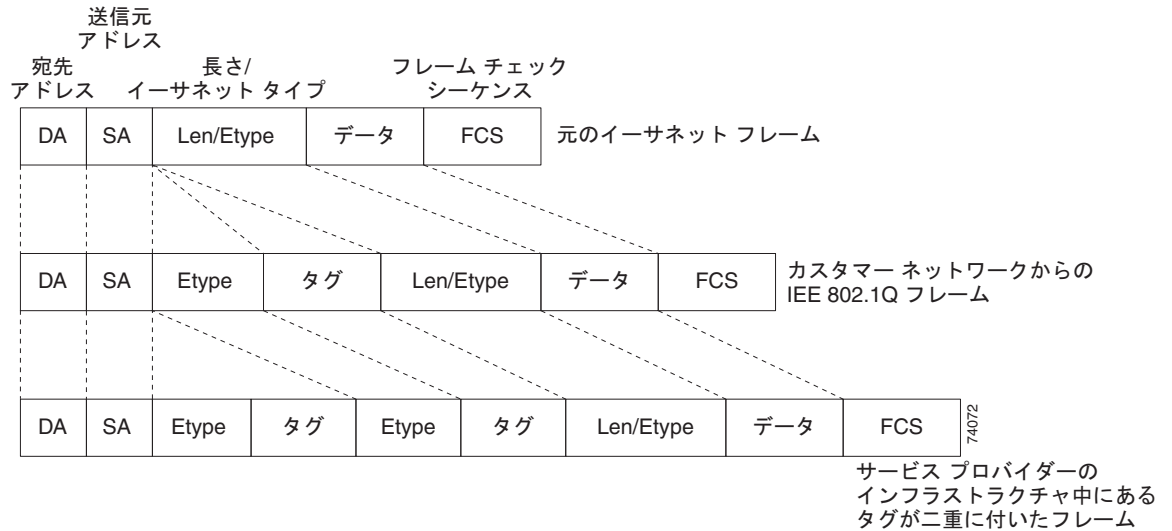 送信元
アドレス
宛先
アドレス
長さ/
イーサネット タイプ
フレーム チェック
シーケンス
DA SA Len/Etype データ FCS
元のイーサネット フレーム
DA SA Etype タグ Len/Etype データ FCS
カスタマー ネットワークからの
IEE 802.1Q フレーム
DA SA Etype タグ Etype タグ Len/Etype データ FCS
74072
サービス プロバイダーの
インフラストラクチャ中にある
タグが二重に付いたフレーム